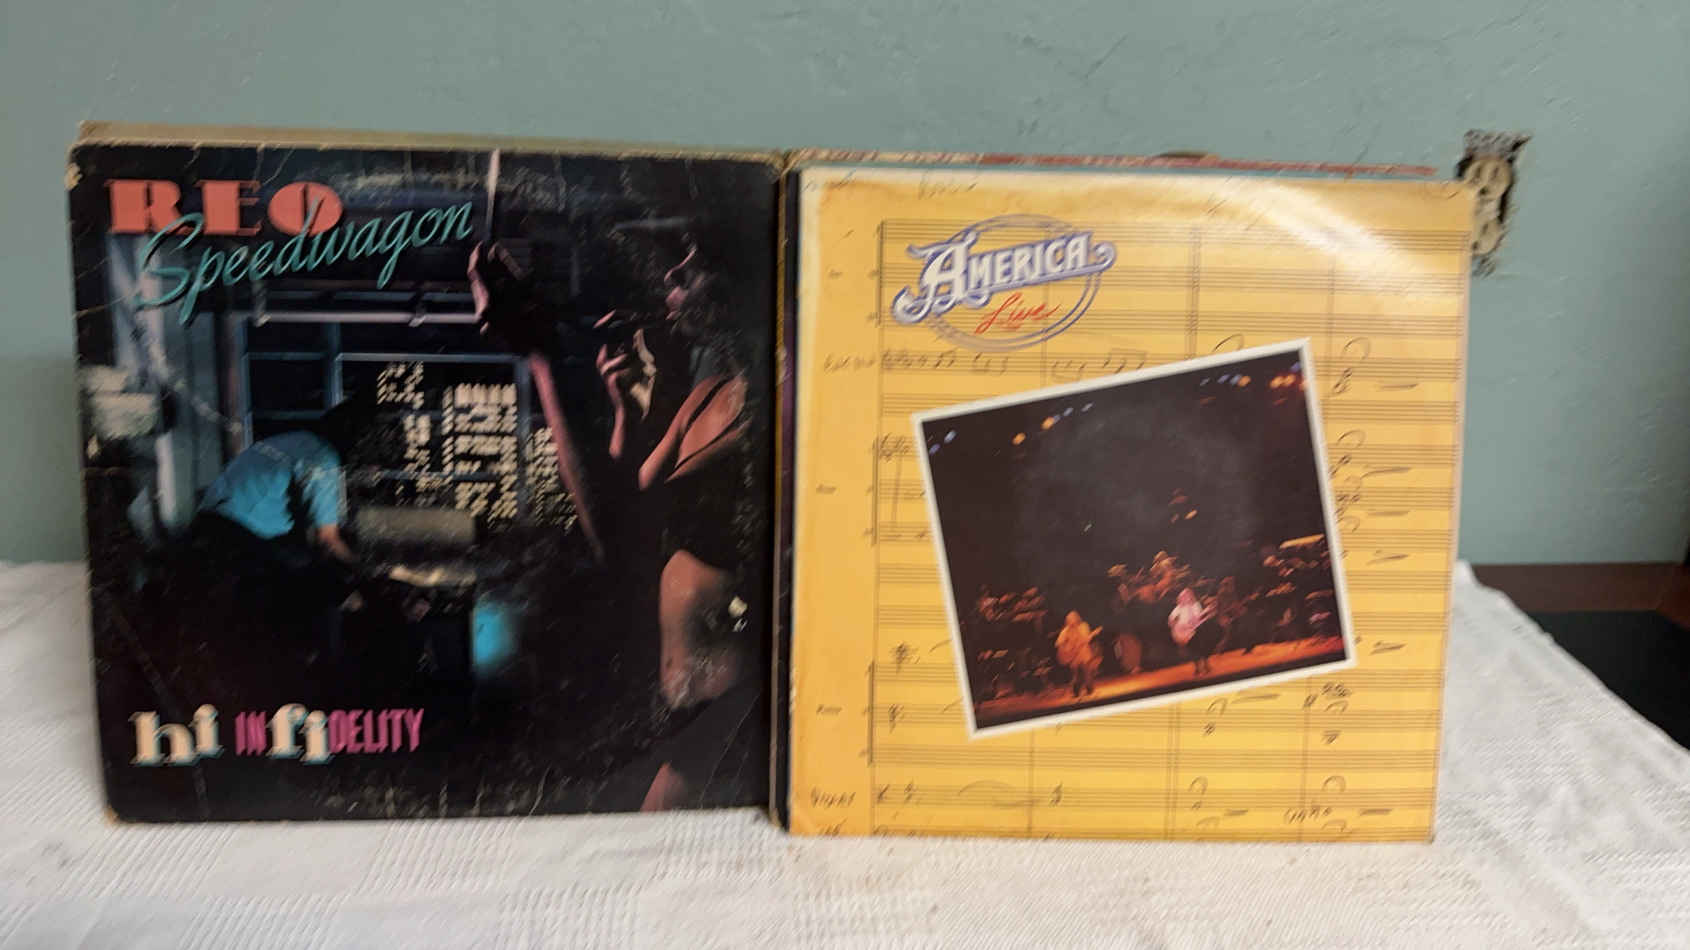 REO
Speedwagon
hi INfiDELITY
AMERICA
Live